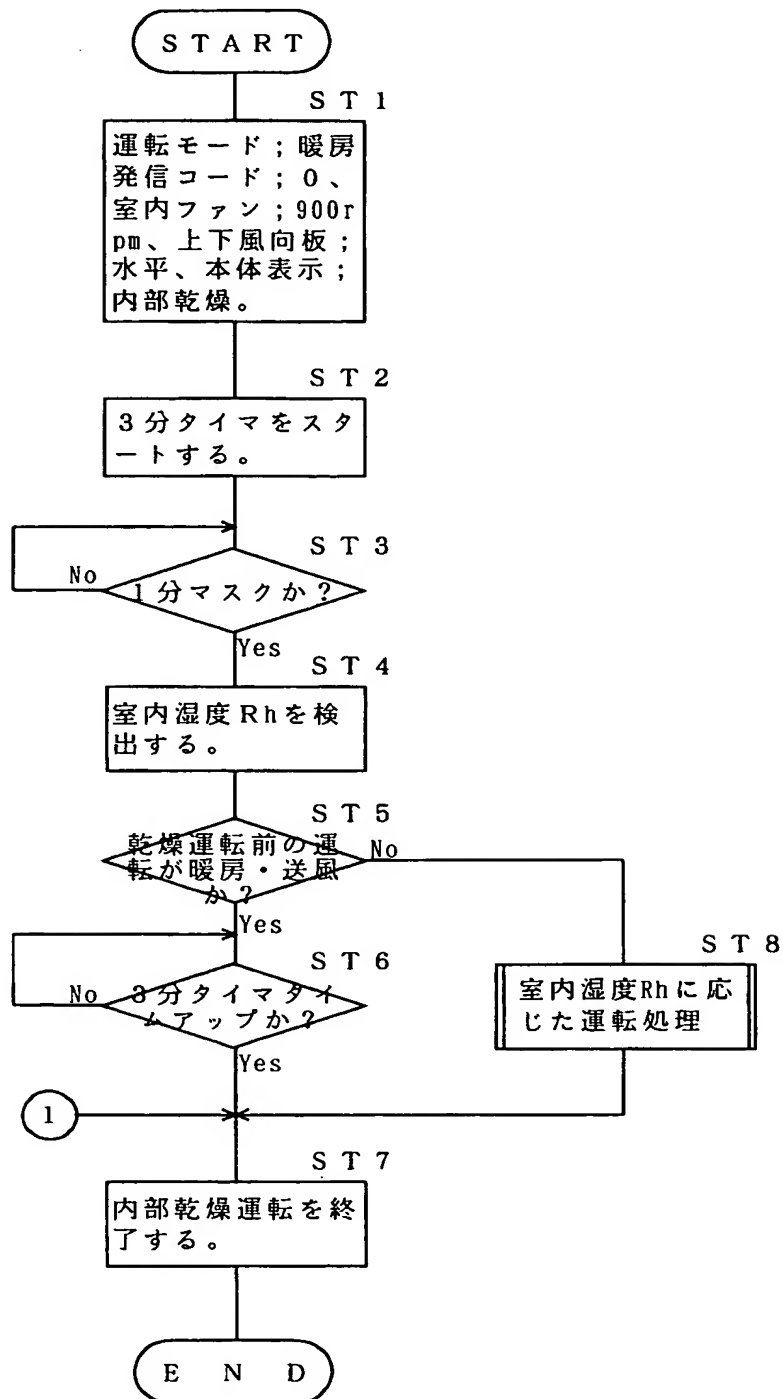 START
ST1
運転モード；暖房
発信コード；0、
室内ファン；900r
pm、上下風向板；
水平、本体表示；
内部乾燥。
ST2
3分タイマをスタ
ートする。
ST3
No
1分マスクか？
Yes
ST4
室内湿度Rhを検
出する。
ST5
乾燥運転前の運
転が暖房・送風
か？
No
Yes
ST6
No
3分タイマタイ
ムアップか？
Yes
ST8
室内湿度Rhに応
じた運転処理
1
ST7
内部乾燥運転を終
了する。
END